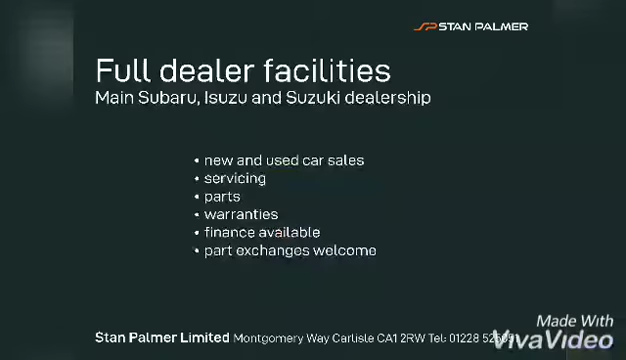 SP STAN PALMER
Full dealer facilities
Main Subaru, Isuzu and Suzuki dealership
• new and used car sales
• servicing
• parts
• warranties
• finance available
• part exchanges welcome
Made With
VivaVideo
Stan Palmer Limited Montgomery Way Carlisle CA1 2RW Tel: 01228